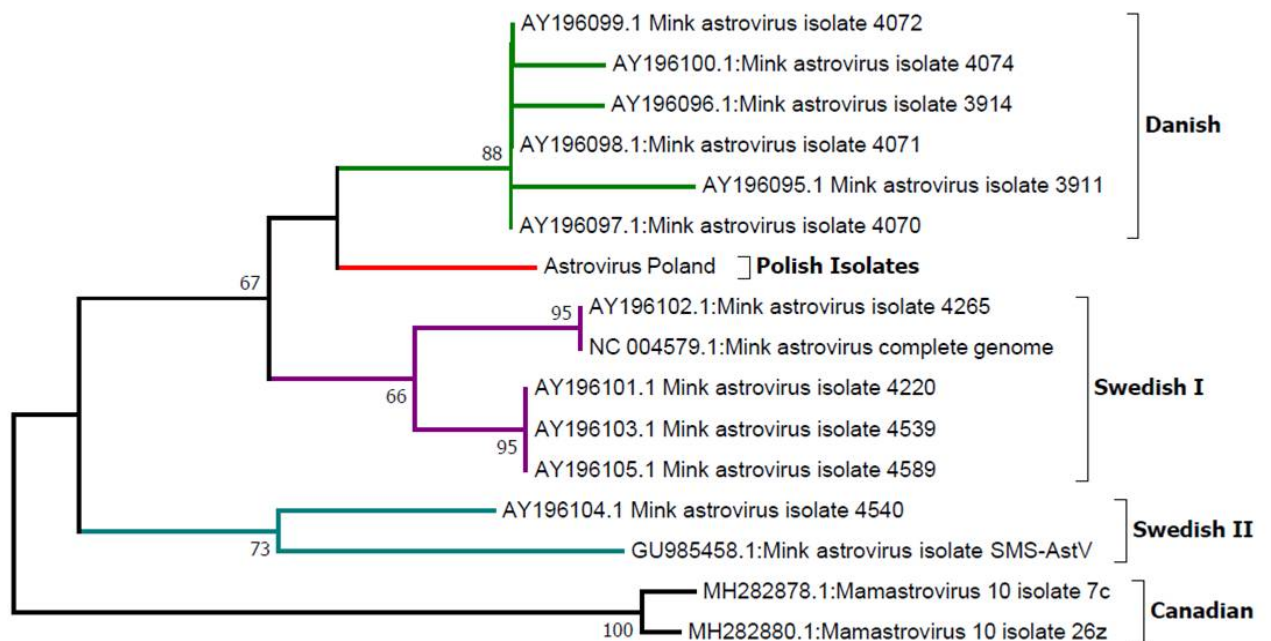 AY196099.1 Mink astrovirus isolate 4072
AY196100.1:Mink astrovirus isolate 4074
AY196096.1:Mink astrovirus isolate 3914
Danish
AY196098.1:Mink astrovirus isolate 4071
88
AY196095.1 Mink astrovirus isolate 3911
AY196097.1:Mink astrovirus isolate 4070
Astrovirus Poland
Polish Isolates
67
AY196102.1:Mink astrovirus isolate 4265
95
NC 004579.1:Mink astrovirus complete genome
AY196101.1 Mink astrovirus isolate 4220
Swedish I
66
AY196103.1 Mink astrovirus isolate 4539
95
AY196105.1 Mink astrovirus isolate 4589
AY196104.1 Mink astrovirus isolate 4540
Swedish II
73
GU985458.1:Mink astrovirus isolate SMS-AstV
MH282878.1:Mamastrovirus 10 isolate 7c
Canadian
100
MH282880.1:Mamastrovirus 10 isolate 26z